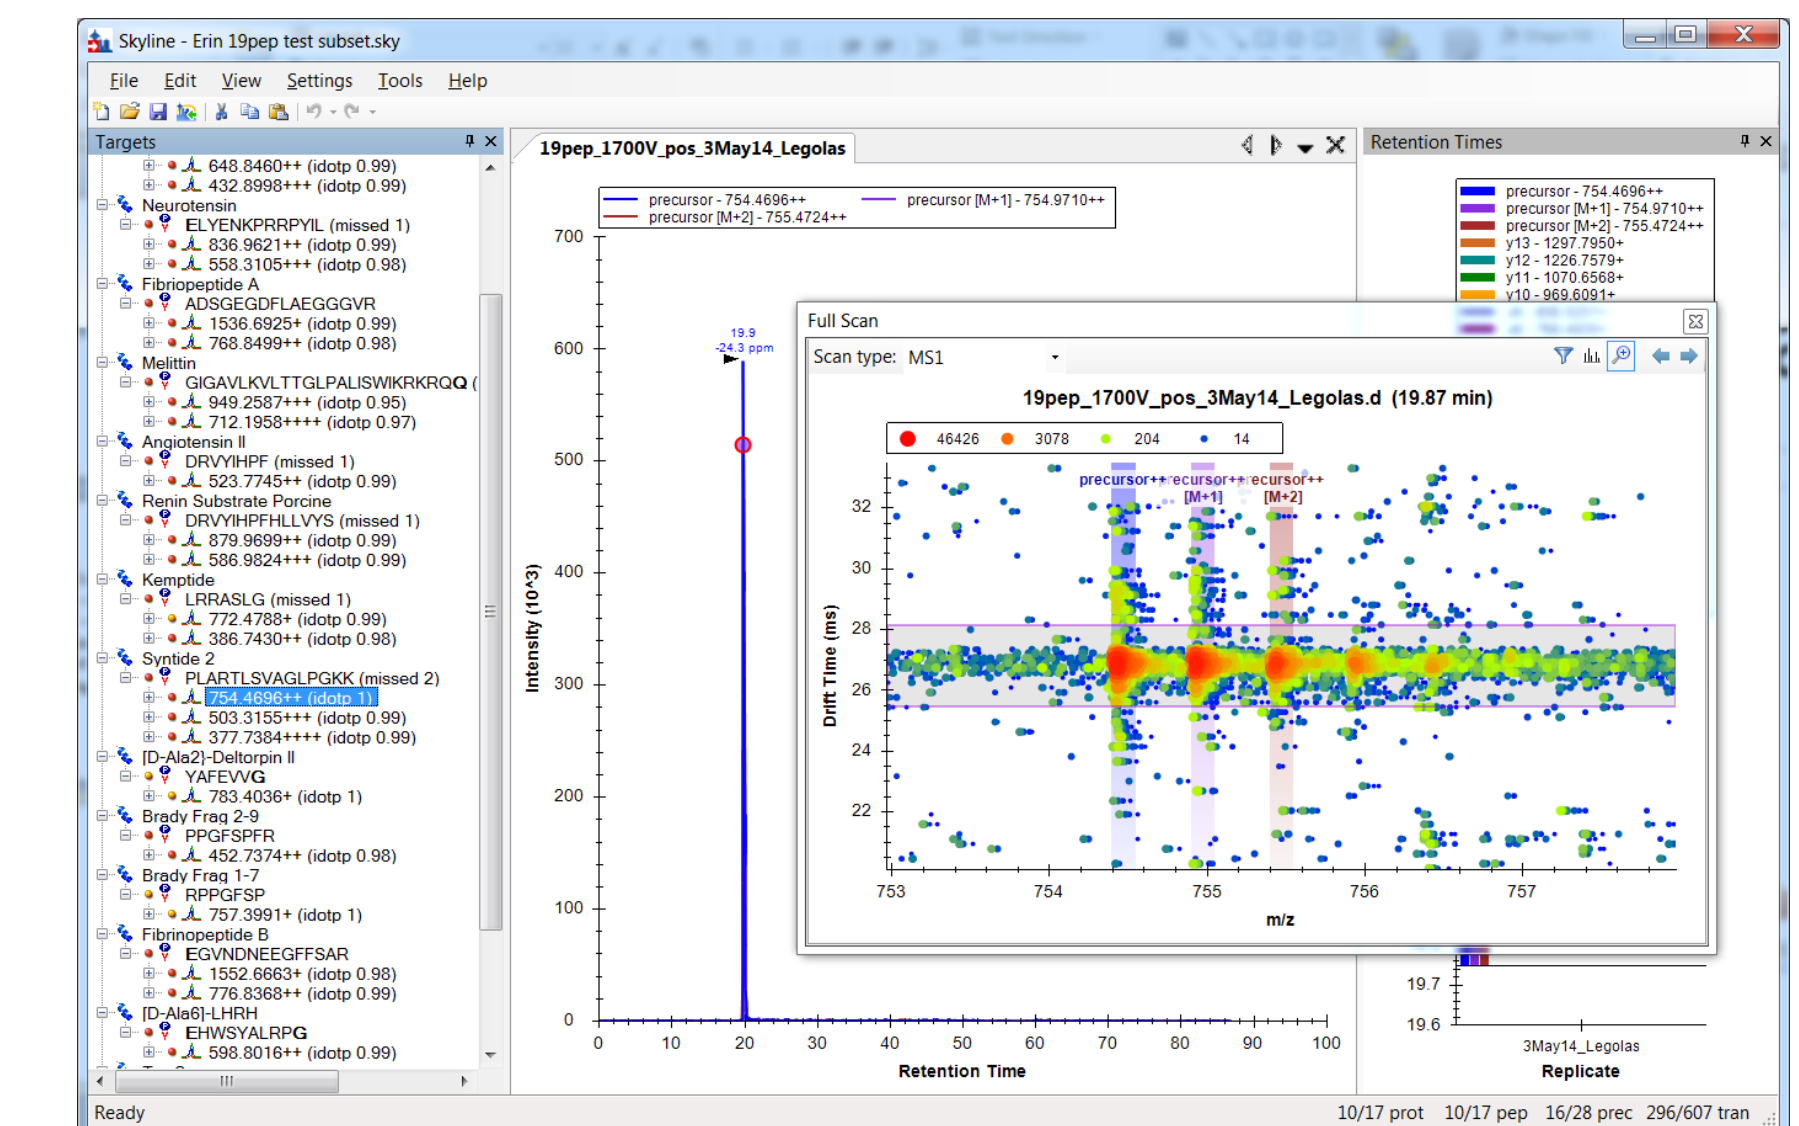 Skyline - Erin 19pep test subset.sky
File Edit View Settings Tools Help
Targets
648.8460++ (idotp 0.99)
432.8998+++ (idotp 0.99)
Neurotensin
ELYENKPRRPYIL (missed 1)
836.9621++ (idotp 0.99)
558.3105+++ (idotp 0.98)
Fibriopeptide A
ADSGEGDFLAEGGGVR
1536.6925+ (idotp 0.99)
768.8499++ (idotp 0.98)
Melittin
GIGAVLKVLTTGLPALISWIKRKRQQ (
949.2587+++ (idotp 0.95)
712.1958++++ (idotp 0.97)
Angiotensin II
DRVYIHPF (missed 1)
523.7745++ (idotp 0.99)
Renin Substrate Porcine
DRVYIHPFHLLVYS (missed 1)
879.9699++ (idotp 0.99)
586.9824+++ (idotp 0.99)
Kemptide
LRRASLG (missed 1)
772.4788+ (idotp 0.99)
386.7430++ (idotp 0.98)
Syntide 2
PLARTLSVAGLPGKK (missed 2)
754.4696++ (idotp 1)
503.3155+++ (idotp 0.99)
377.7384++++ (idotp 0.99)
[D-Ala2}-Deltorpin II
YAFEVVG
783.4036+ (idotp 1)
Brady Frag 2-9
PPGFSPFR
452.7374++ (idotp 0.98)
Brady Frag 1-7
RPPGFSP
757.3991+ (idotp 1)
Fibrinopeptide B
EGVNDNEEGFFSAR
1552.6663+ (idotp 0.98)
776.8368++ (idotp 0.99)
[D-Ala6]-LHRH
EHWSYALRPG
598.8016++ (idotp 0.99)
19pep_1700V_pos_3May14_Legolas
precursor - 754.4696++
precursor [M+1] - 754.9710++
precursor [M+2] - 755.4724++
700
600
500
400
300
200
100
0
Intensity (10^3)
19.9
-24.3 ppm
0 10 20 30 40 50 60 70 80 90 100
Retention Time
Retention Times
precursor - 754.4696++
precursor [M+1] - 754.9710++
precursor [M+2] - 755.4724++
y13 - 1297.7950+
y12 - 1226.7579+
y11 - 1070.6568+
y10 - 969.6091+
Full Scan
Scan type: MS1
19pep_1700V_pos_3May14_Legolas.d (19.87 min)
46426 3078 204 14
precursor++
recursor++
[M+1]
recursor++
[M+2]
32
30
28
26
24
22
Drift Time (ms)
753 754 755 756 757
m/z
19.7
19.6
3May14_Legolas
Replicate
Ready
10/17 prot 10/17 pep 16/28 prec 296/607 tran